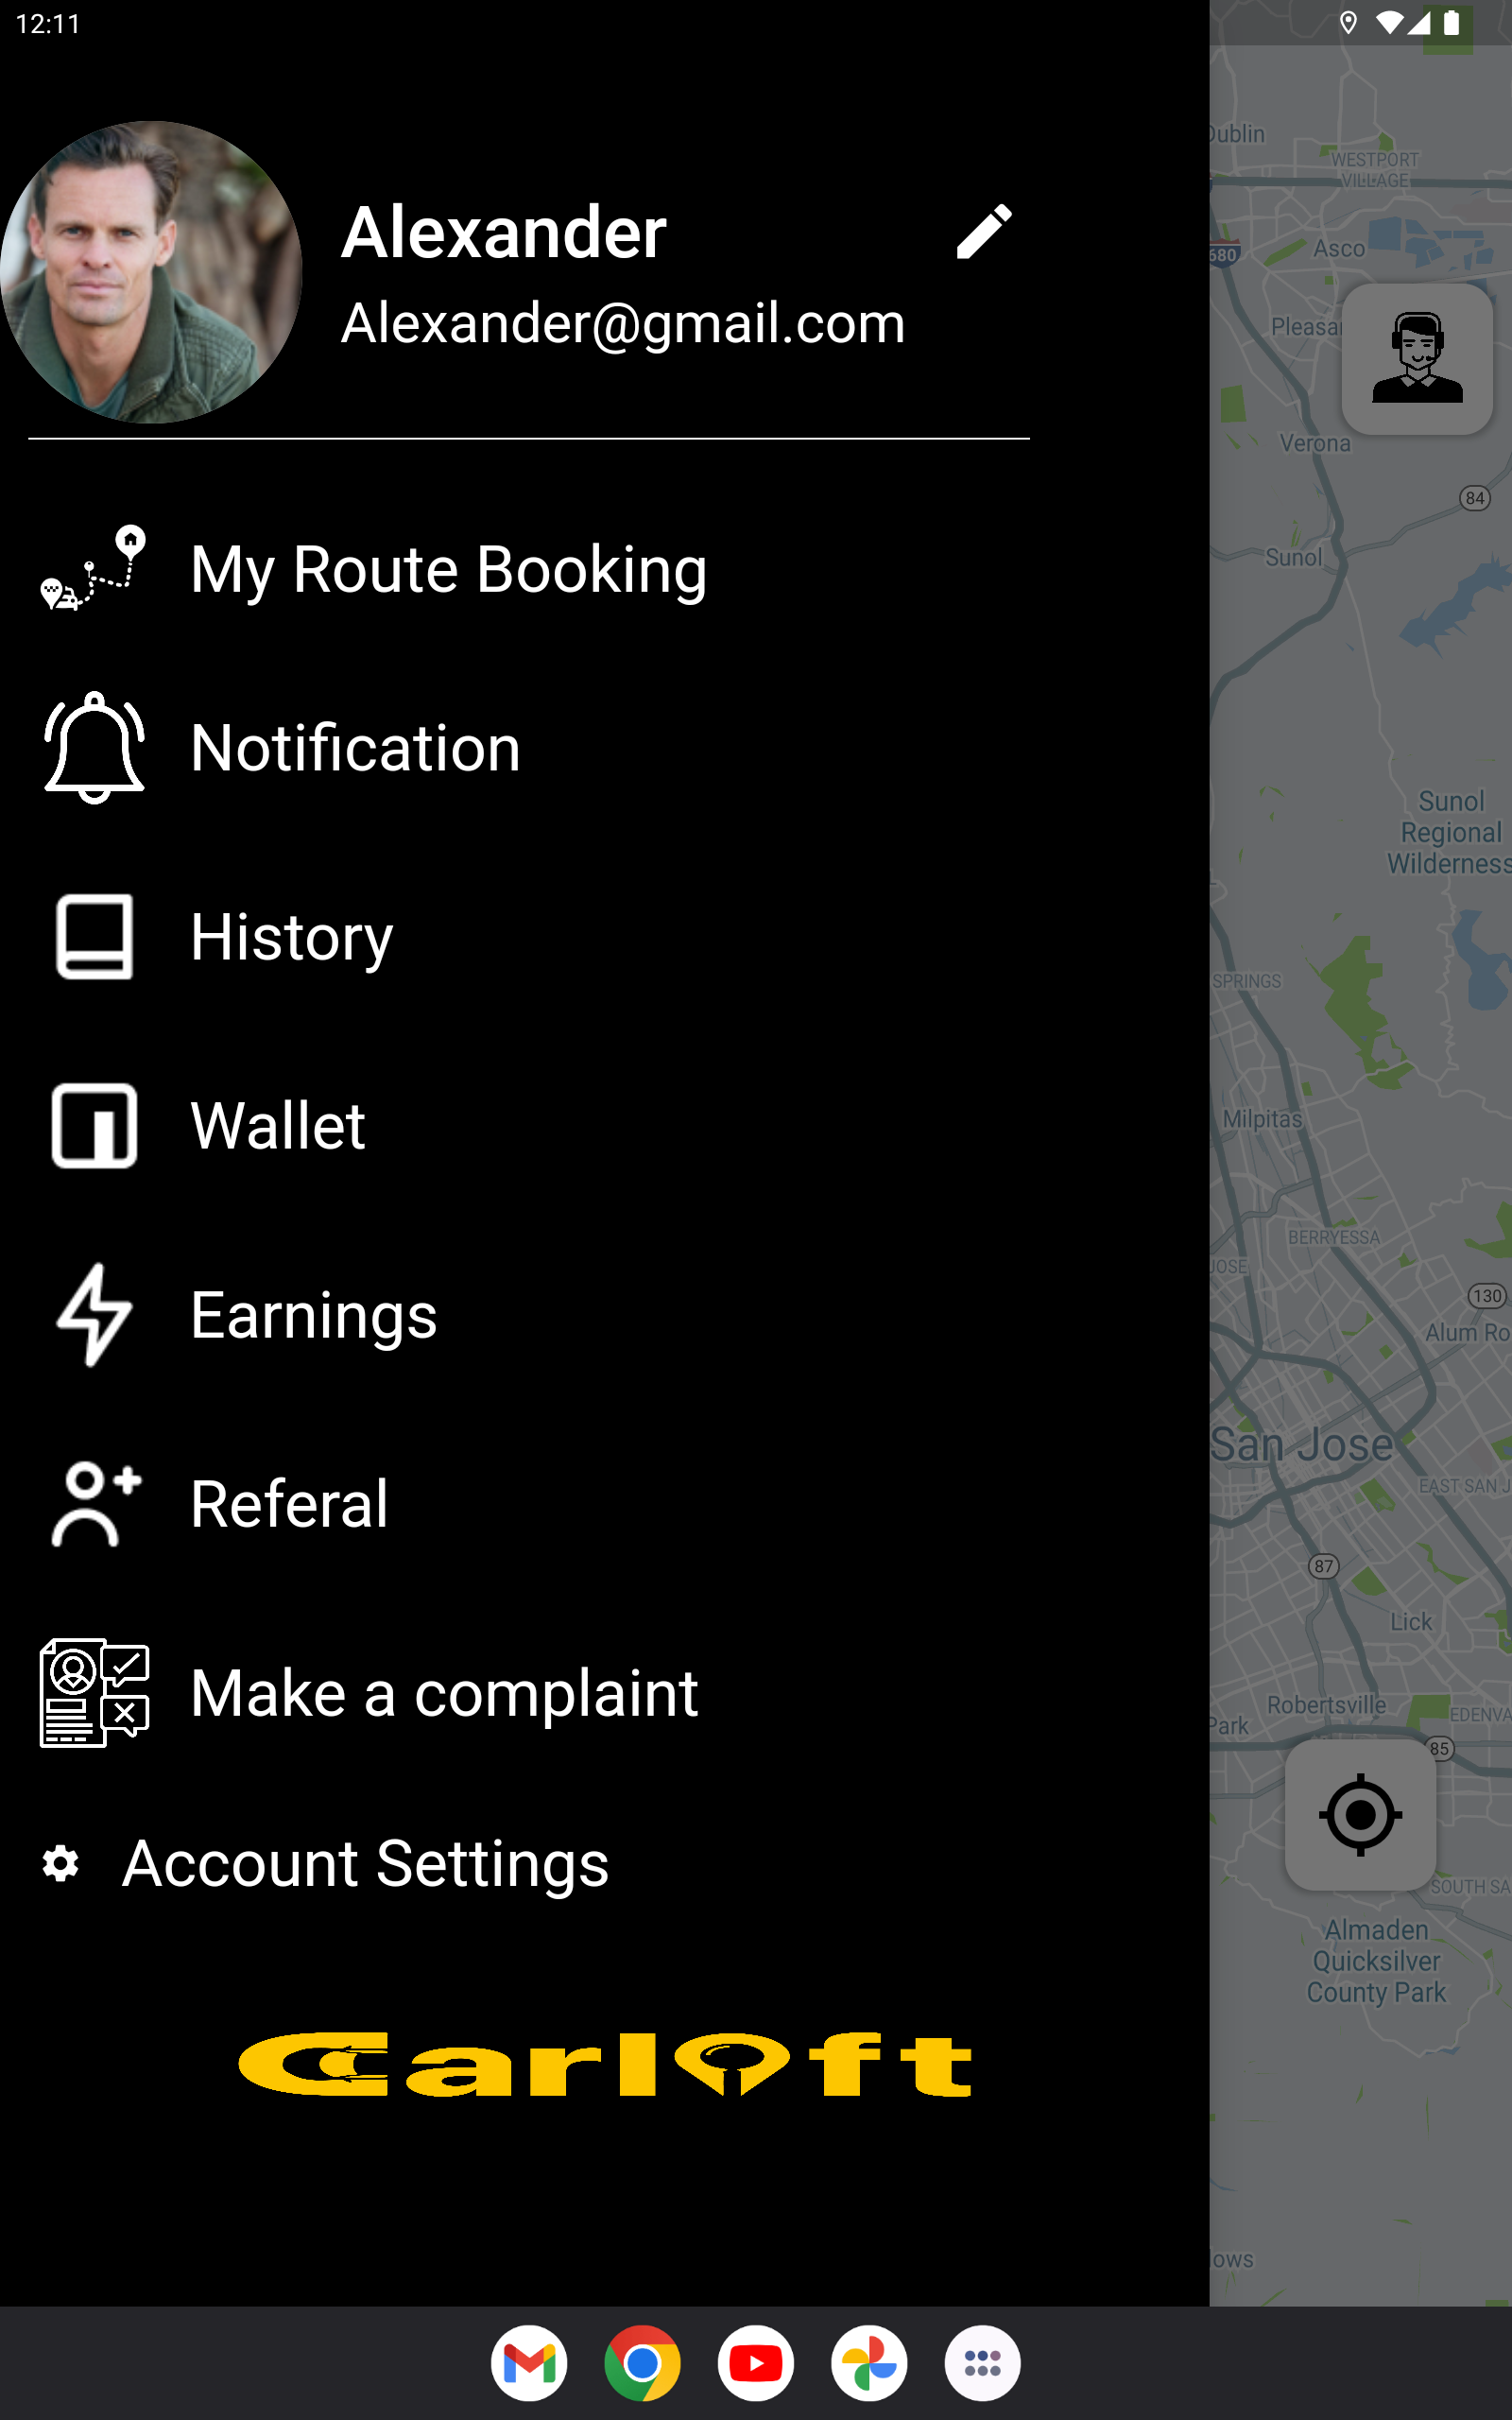 12:11
Alexander
Alexander@gmail.com
My Route Booking
Notification
History
Wallet
Earnings
Referal
Make a complaint
Account Settings
Carloft
Dublin
WESTPORT
VILLAGE
680
Asco
Verona
84
Sunol
Sunol
Regional
Wilderness
SPRINGS
Milpitas
BERRYESSA
JOSE
130
Alum Ro
San Jose
EAST SAN J
87
Lick
Robertsville
Park
EDENVA
85
SOUTH SA
Almaden
Quicksilver
County Park